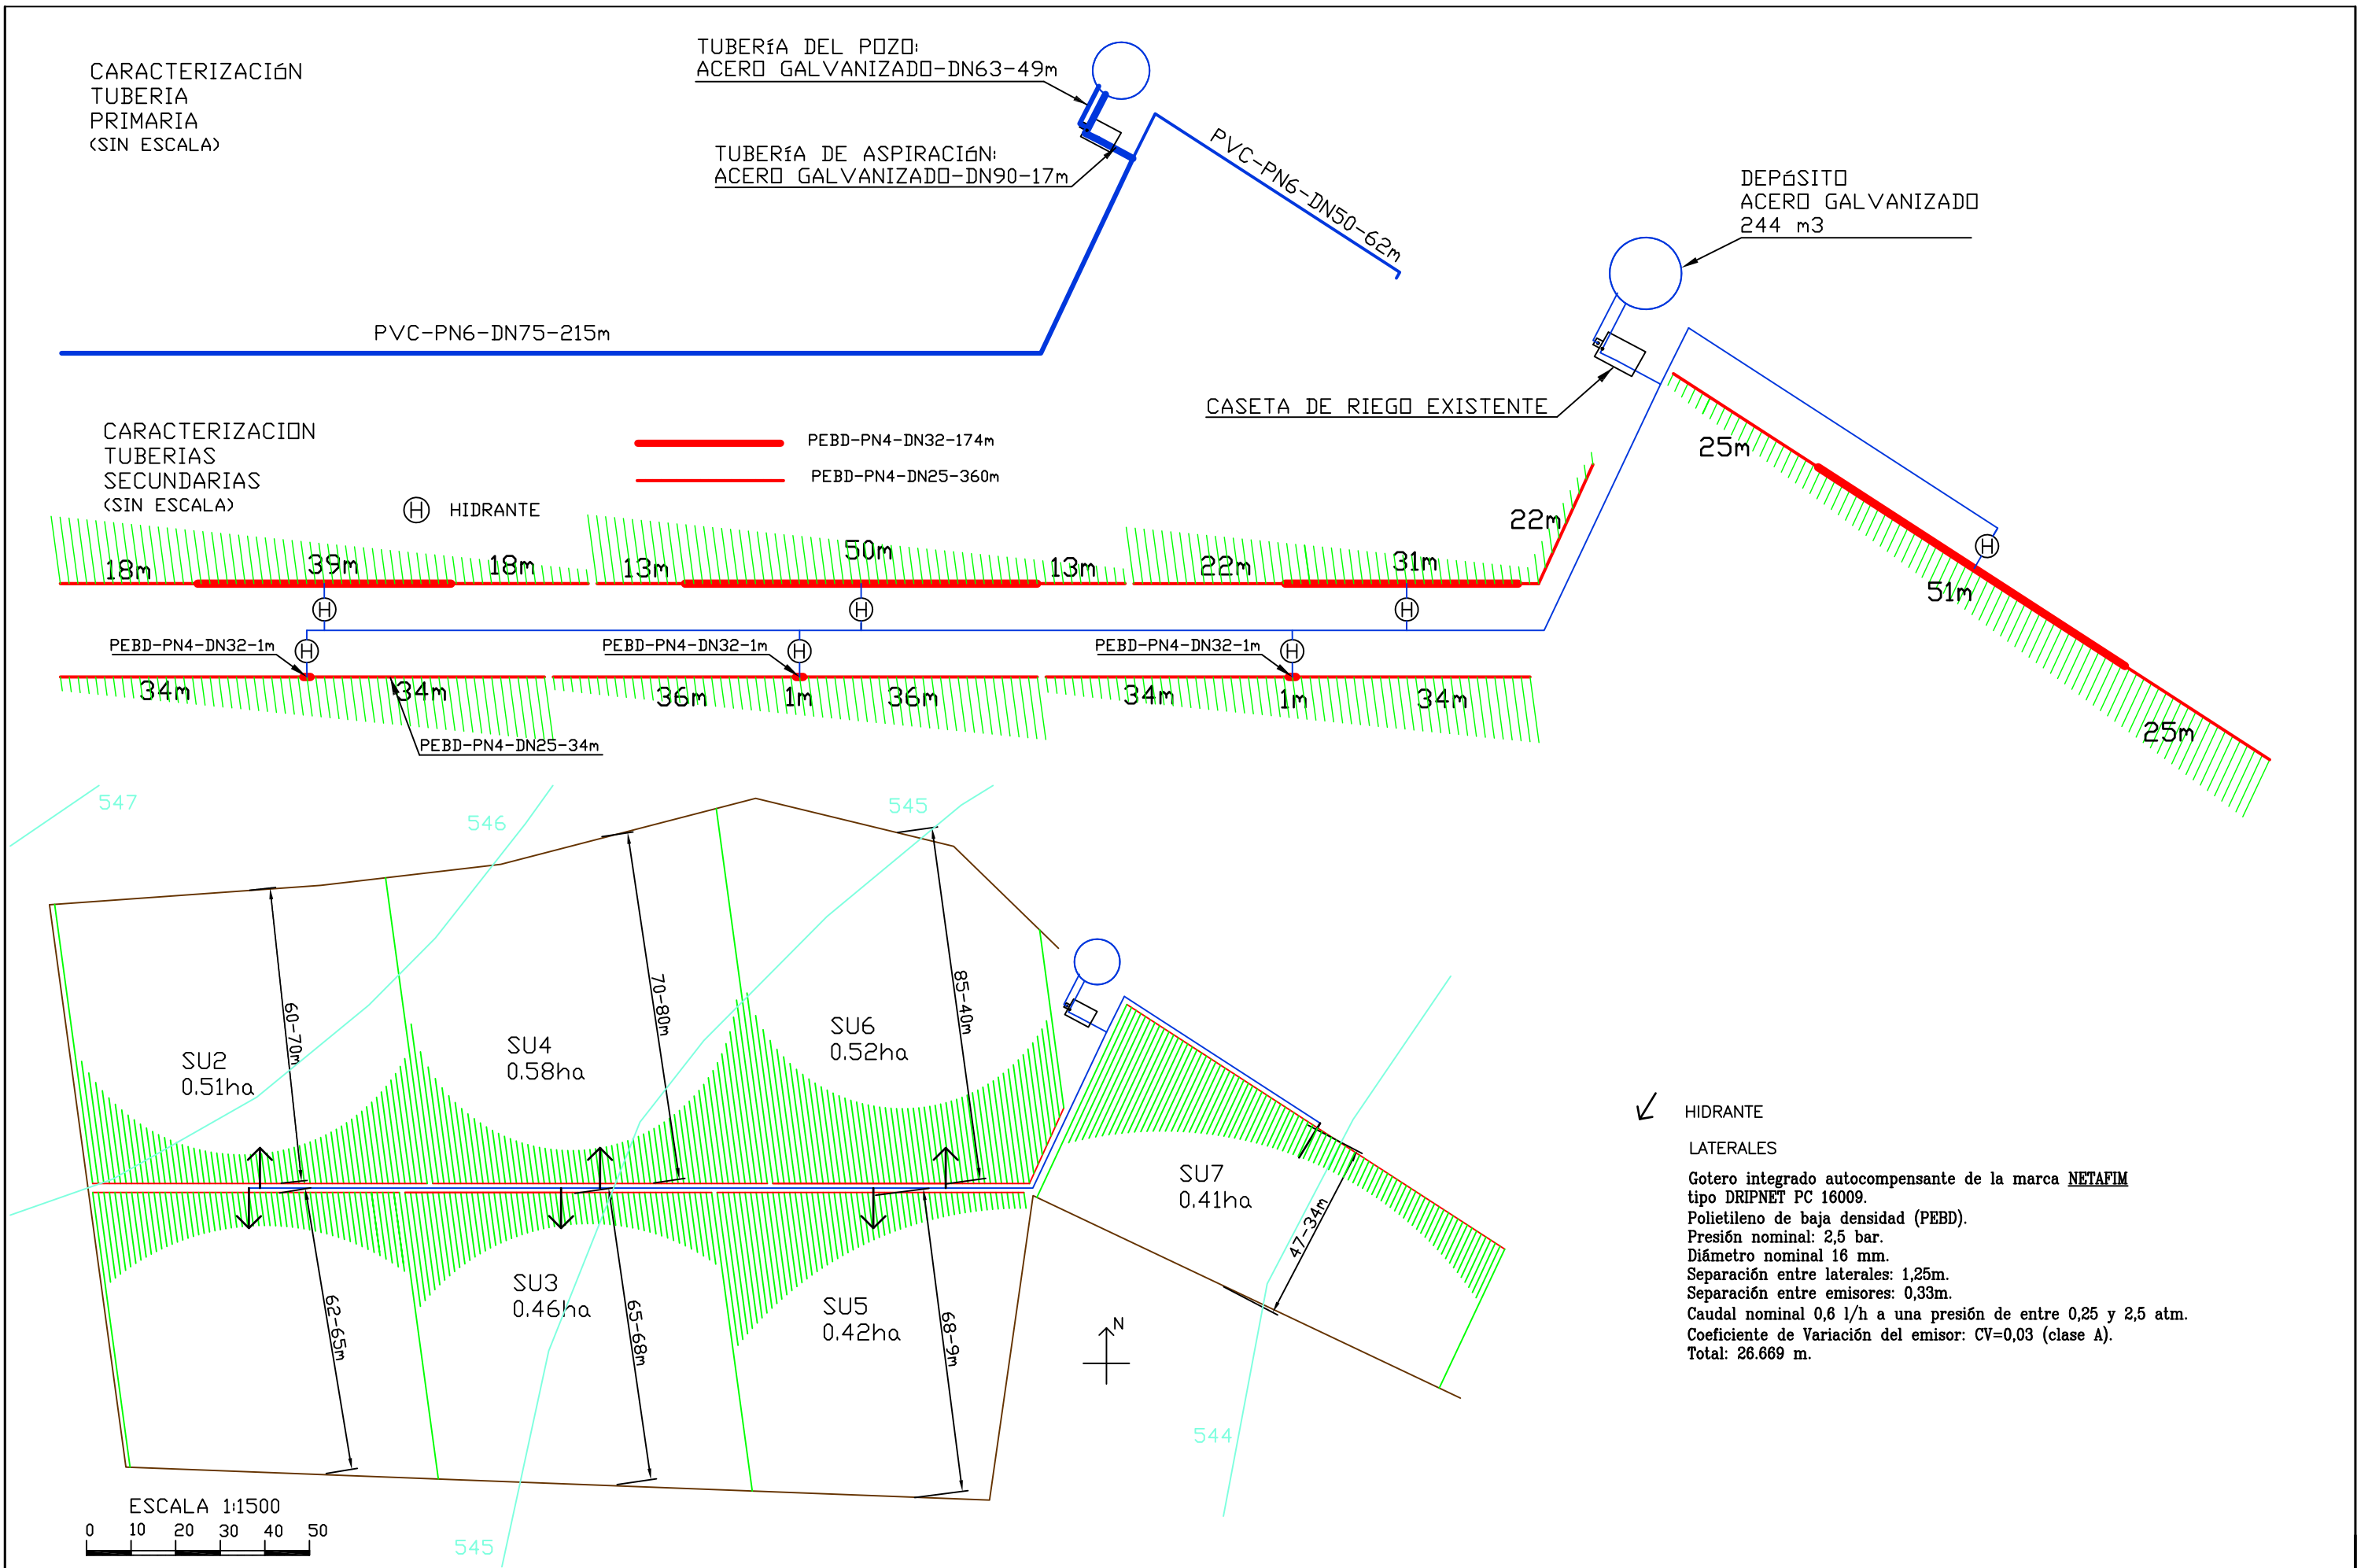 CARACTERIZACIóN
TUBERIA
PRIMARIA
(SIN ESCALA)
TUBERíA DEL POZO:
ACERO GALVANIZADO-DN63-49m
TUBERíA DE ASPIRACIóN:
ACERO GALVANIZADO-DN90-17m
PVC-PN6-DN50-62m
PVC-PN6-DN75-215m
DEPóSITO
ACERO GALVANIZADO
244 m3
CASETA DE RIEGO EXISTENTE
CARACTERIZACION
TUBERIAS
SECUNDARIAS
(SIN ESCALA)
PEBD-PN4-DN32-174m
PEBD-PN4-DN25-360m
H HIDRANTE
18m
39m
18m
13m
50m
13m
22m
31m
22m
25m
51m
25m
H
H
H
H
H
H
H
PEBD-PN4-DN32-1m
PEBD-PN4-DN32-1m
PEBD-PN4-DN32-1m
34m
34m
36m
1m
36m
34m
1m
34m
PEBD-PN4-DN25-34m
547
546
545
60-70m
70-80m
85-40m
SU2
0.51ha
SU4
0.58ha
SU6
0.52ha
SU7
0.41ha
47-34m
SU3
0.46ha
SU5
0.42ha
62-65m
65-68m
68-9m
N
544
545
ESCALA 1:1500
0 10 20 30 40 50
HIDRANTE
LATERALES
Gotero integrado autocompensante de la marca NETAFIM
tipo DRIPNET PC 16009.
Polietileno de baja densidad (PEBD).
Presión nominal: 2,5 bar.
Diámetro nominal 16 mm.
Separación entre laterales: 1,25m.
Separación entre emisores: 0,33m.
Caudal nominal 0,6 l/h a una presión de entre 0,25 y 2,5 atm.
Coeficiente de Variación del emisor: CV=0,03 (clase A).
Total: 26.669 m.